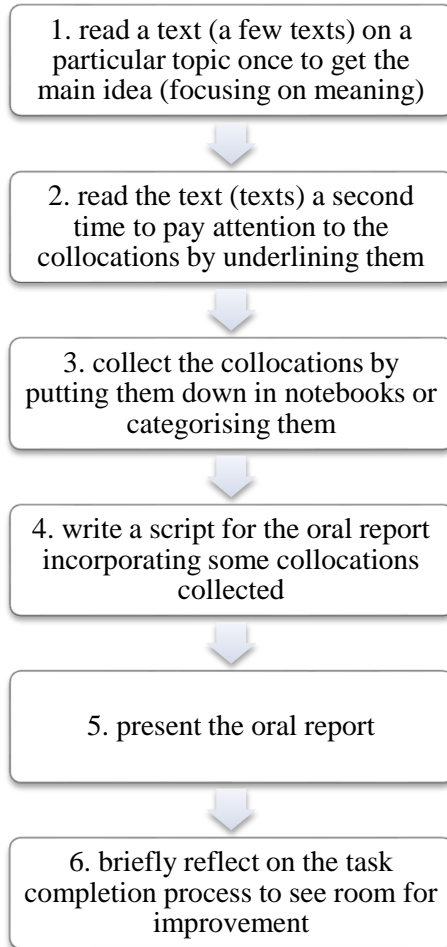 1. read a text (a few texts) on a
particular topic once to get the
main idea (focusing on meaning)
2. read the text (texts) a second
time to pay attention to the
collocations by underlining them
3. collect the collocations by
putting them down in notebooks or
categorising them
4. write a script for the oral report
incorporating some collocations
collected
5. present the oral report
6. briefly reflect on the task
completion process to see room for
improvement